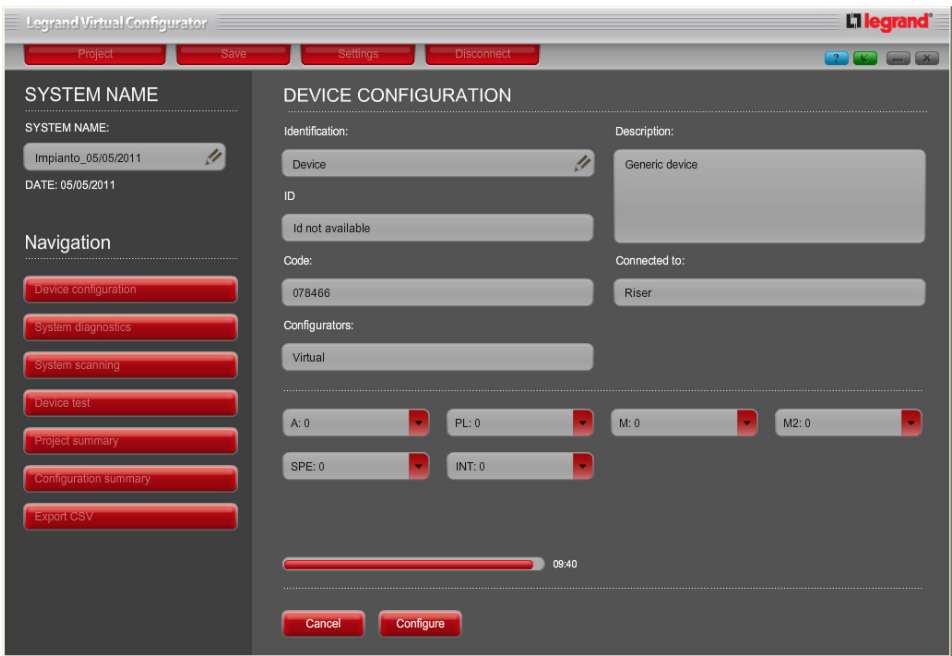 Legrand Virtual Configurator
legrand
Project
Save
Settings
Disconnect
?
SYSTEM NAME
SYSTEM NAME:
Impianto_05/05/2011
DATE: 05/05/2011
Navigation
Device configuration
System diagnostics
System scanning
Device test
Project summary
Configuration summary
Export CSV
DEVICE CONFIGURATION
Identification:
Device
ID
Id not available
Code:
078466
Configurators:
Virtual
Description:
Generic device
Connected to:
Riser
A: 0
PL: 0
M: 0
M2: 0
SPE: 0
INT: 0
09:40
Cancel
Configure